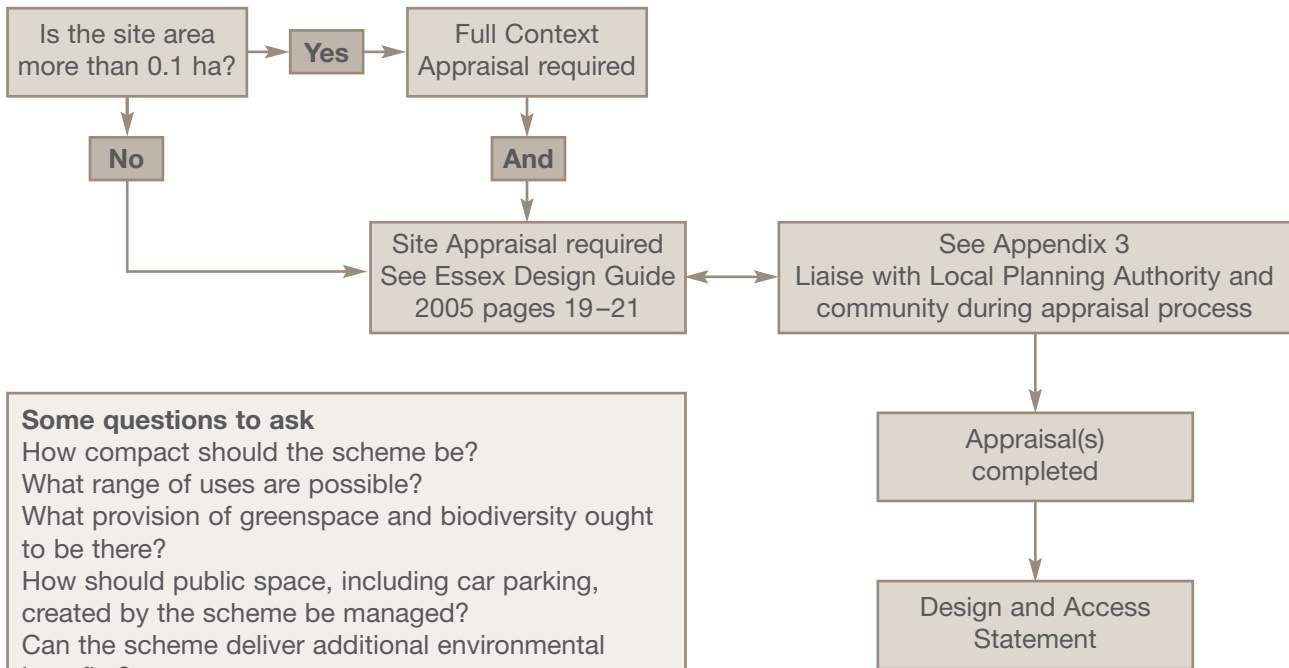 Is the site area
more than 0.1 ha?
Yes
Full Context
Appraisal required
No
And
Site Appraisal required
See Essex Design Guide
2005 pages 19–21
See Appendix 3
Liaise with Local Planning Authority and
community during appraisal process
Some questions to ask
How compact should the scheme be?
What range of uses are possible?
What provision of greenspace and biodiversity ought
to be there?
How should public space, including car parking,
created by the scheme be managed?
Can the scheme deliver additional environmental
Appraisal(s)
completed
Design and Access
Statement